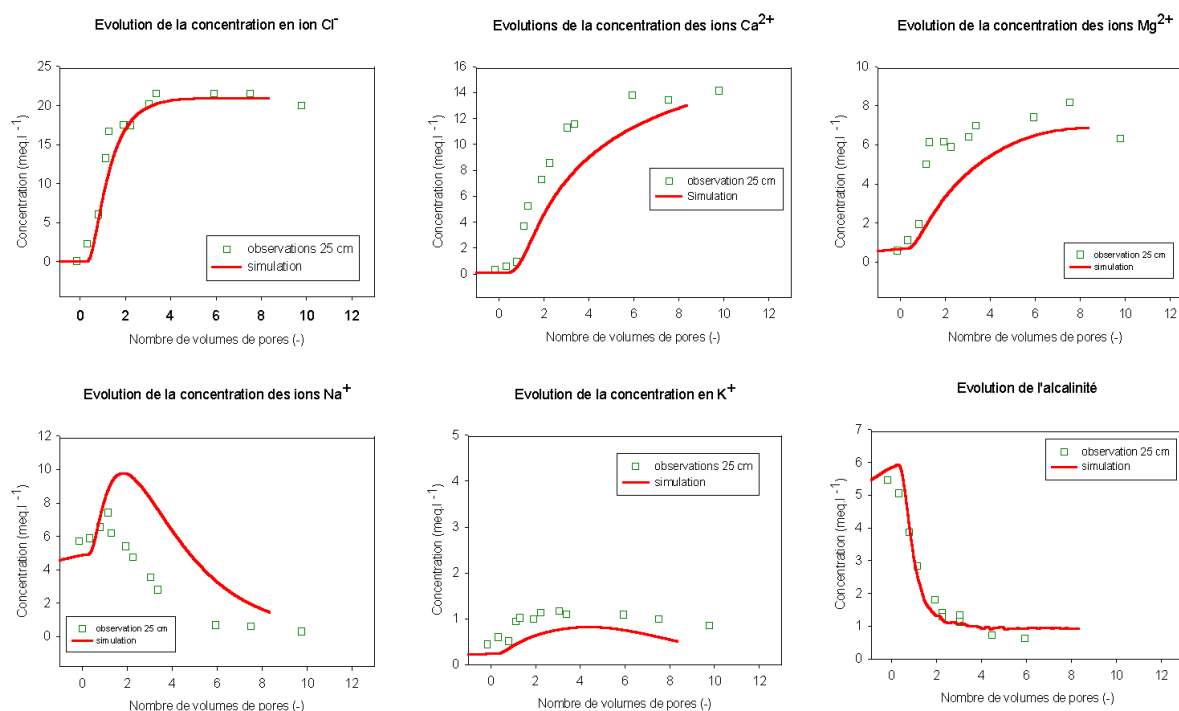 Evolution de la concentration en ion Cl-
Evolutions de la concentration des ions Ca2+
Evolution de la concentration des ions Mg2+
Concentration (meq.l -1)
25
20
15
10
5
0
observations 25 cm
simulation
0 2 4 6 8 10 12
Nombre de volumes de pores (-)
Concentration (meq.l -1)
16
14
12
10
8
6
4
2
0
observation 25 cm
Simulation
0 2 4 6 8 10 12
Nombre de volumes de pores (-)
Concentration (meq.l -1)
10
8
6
4
2
0
observation 25 cm
simulation
0 2 4 6 8 10 12
Nombre de volumes de pores (-)
Evolution de la concentration des ions Na+
Evolution de la concentration en K+
Evolution de l'alcalinité
Concentration (meq.l -1)
12
10
8
6
4
2
0
observation 25 cm
simulation
0 2 4 6 8 10 12
Nombre de volumes de pores (-)
Concentration (meq.l -1)
5
4
3
2
1
0
observations 25 cm
simulation
0 2 4 6 8 10 12
Nombre de volumes de pores (-)
Concentration (meq.l -1)
7
6
5
4
3
2
1
0
observation 25 cm
simulation
0 2 4 6 8 10 12
Nombre de volumes de pores (-)